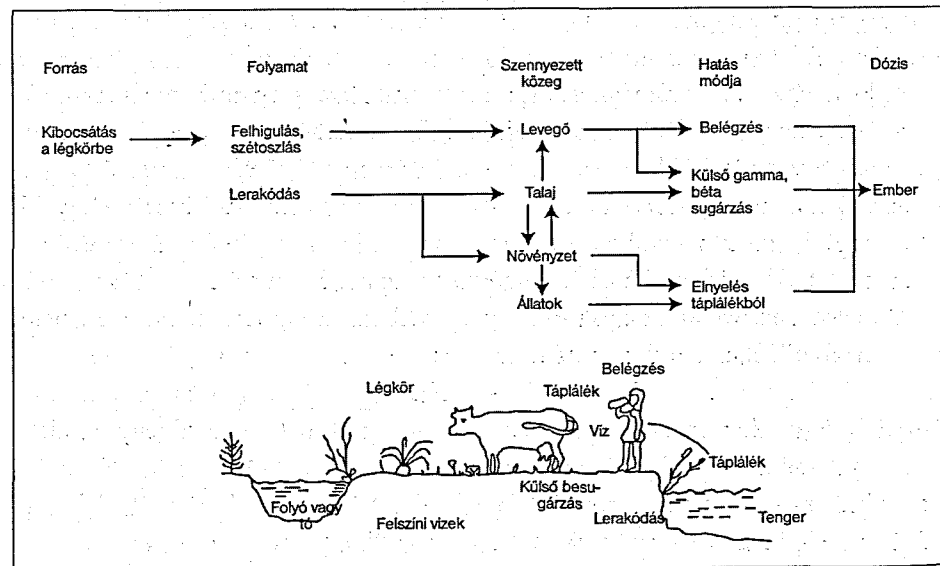 Forrás
Folyamat
Szennyezett
közeg
Hatás
módja
Dózis
Kibocsátás
a légkörbe
Felhigulás,
szétoszlás
Levegő
Belégzés
Külső gamma,
béta
sugárzás
Lerakódás
Talaj
Ember
Növényzet
Elnyelés
táplálékból
Állatok
Belégzés
Légkör
Táplálék
Víz
Táplálék
Külső besu-
gárzás
Folyó vagy
tó
Felszíni vizek
Lerakódás
Tenger